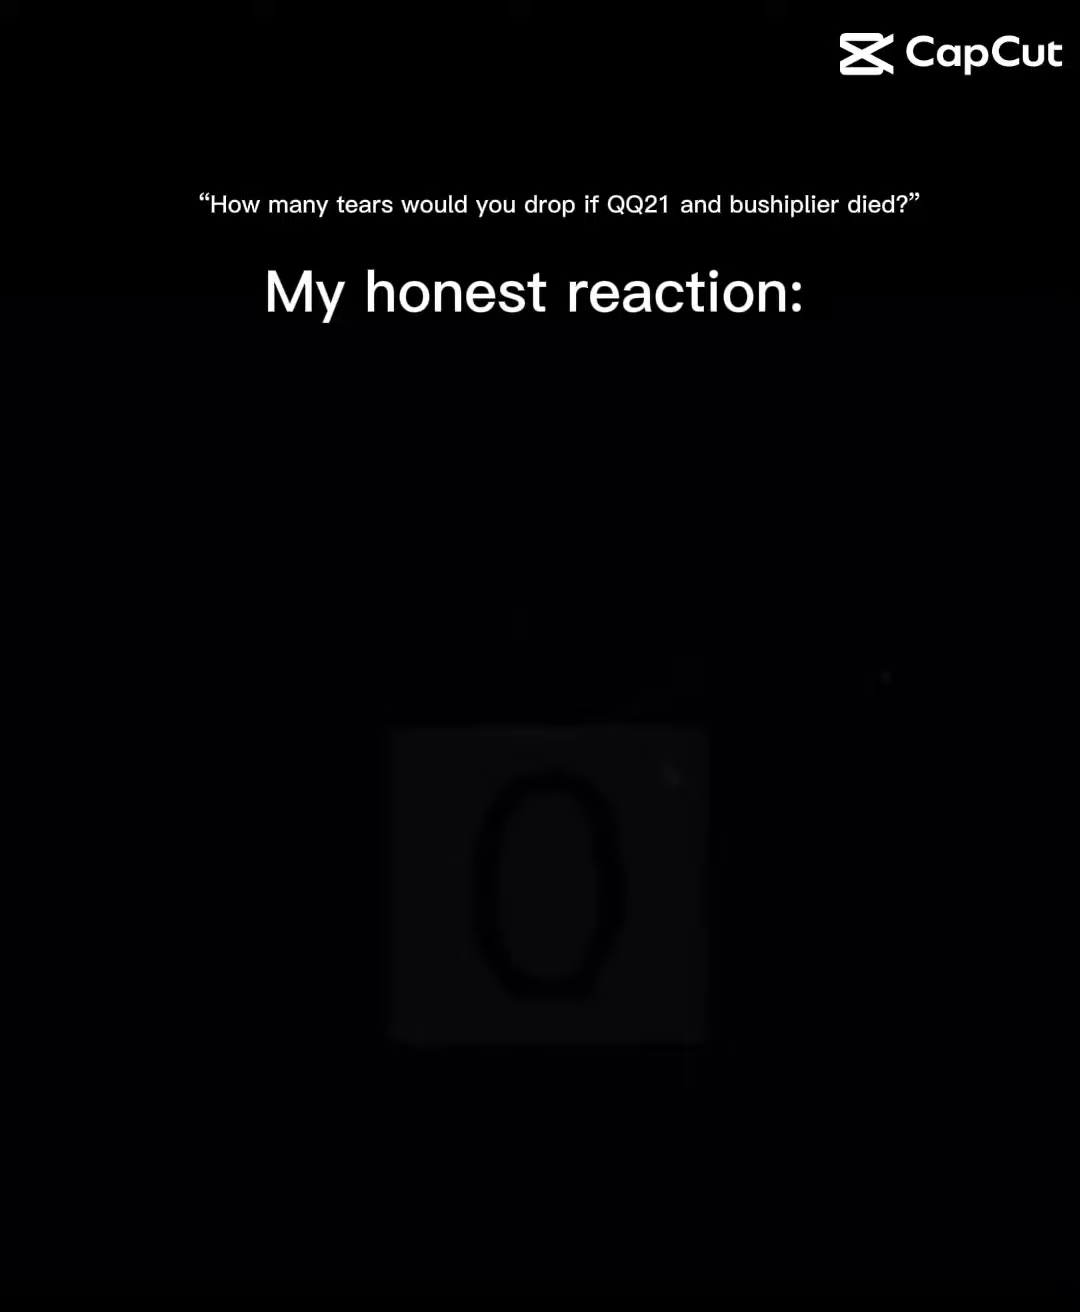 CapCut
“How many tears would you drop if QQ21 and bushiplier died?”
My honest reaction:
0